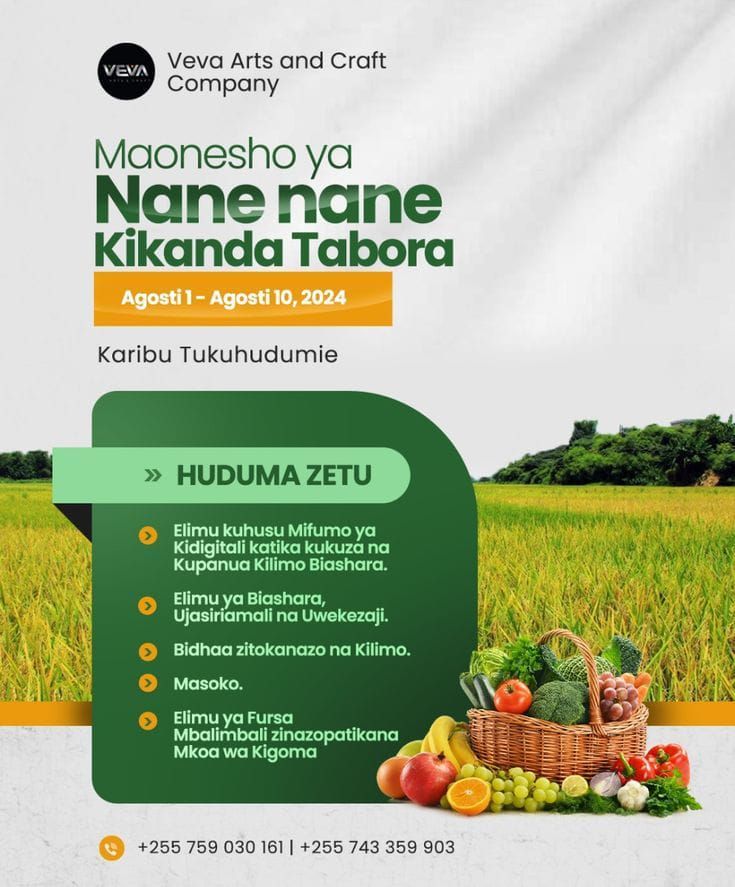 VEVA
Veva Arts and Craft
Company
Maonesho ya
Nane nane
Kikanda Tabora
Agosti 1 - Agosti 10, 2024
Karibu Tukuhudumie
» HUDUMA ZETU
Elimu kuhusu Mifumo ya
Kidigitali katika kukuza na
Kupanua Kilimo Biashara.
Elimu ya Biashara,
Ujasiriamali na Uwekezaji.
Bidhaa zitokanazo na Kilimo.
Masoko.
Elimu ya Fursa
Mbalimbali zinazopatikana
Mkoa wa Kigoma
+255 759 030 161 | +255 743 359 903